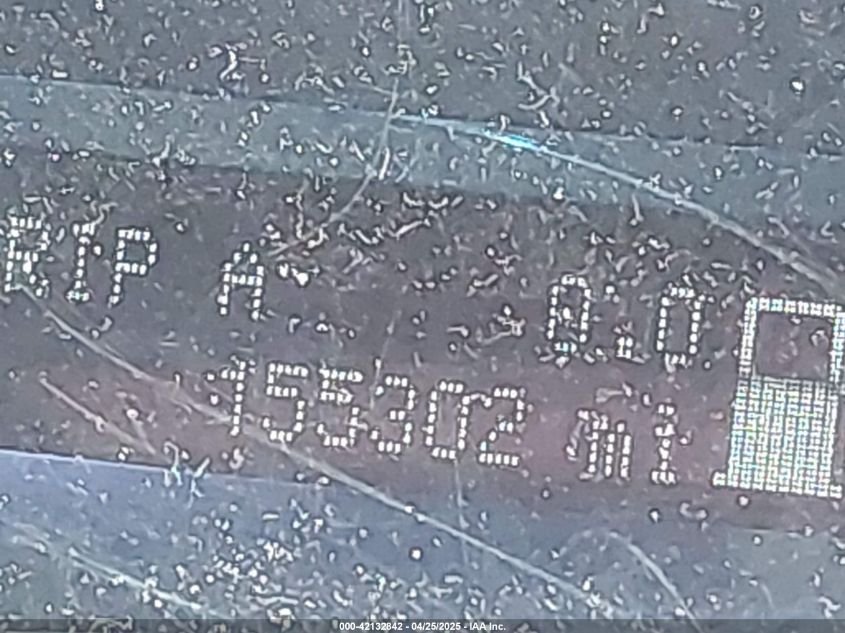 RIP A 0.0
155302 mi
000-42132842 - 04/25/2025 - IAA Inc.